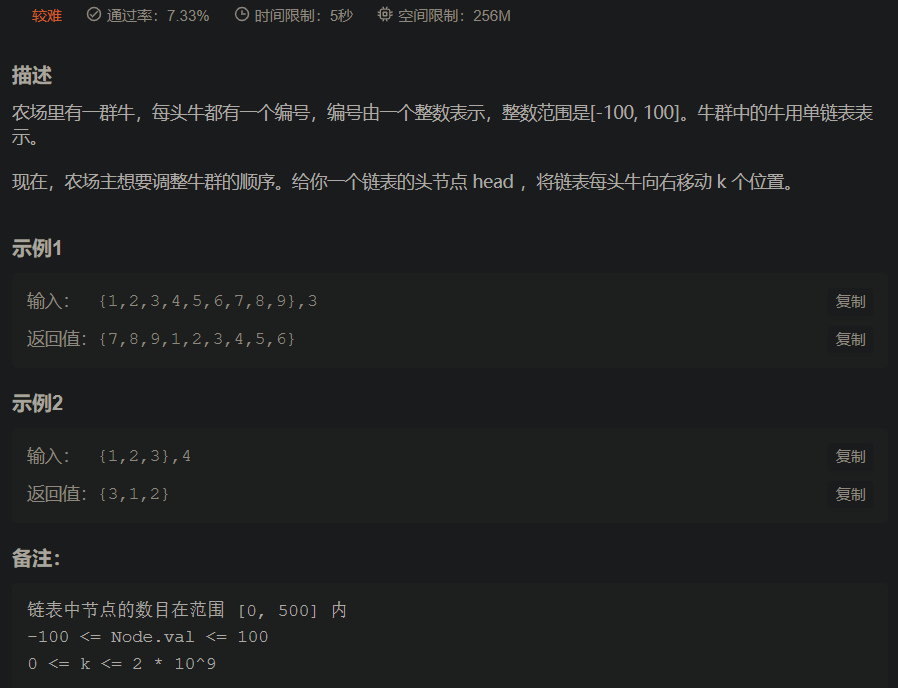 较难 通过率：7.33% 时间限制：5秒 空间限制：256M
描述
农场里有一群牛，每头牛都有一个编号，编号由一个整数表示，整数范围是[-100, 100]。牛群中的牛用单链表表
示。
现在，农场主想要调整牛群的顺序。给你一个链表的头节点 head ，将链表每头牛向右移动 k 个位置。
示例1
输入： {1,2,3,4,5,6,7,8,9},3 复制
返回值：{7,8,9,1,2,3,4,5,6} 复制
示例2
输入： {1,2,3},4 复制
返回值：{3,1,2} 复制
备注：
链表中节点的数目在范围 [0, 500] 内
-100 <= Node.val <= 100
0 <= k <= 2 * 10^9